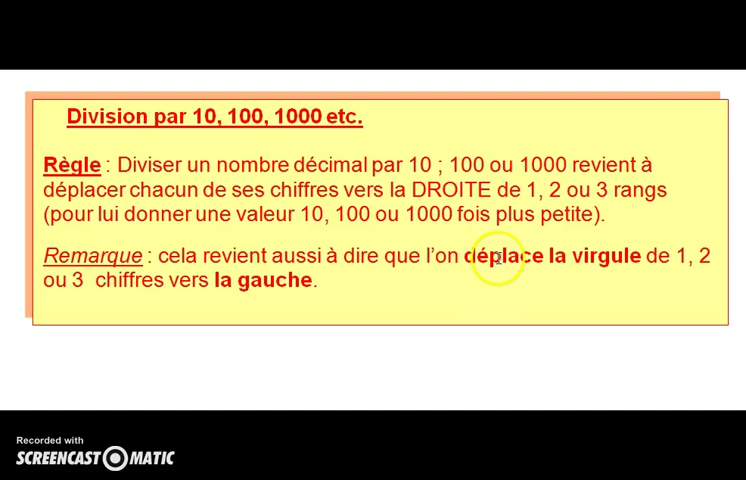 Division par 10, 100, 1000 etc.
Règle : Diviser un nombre décimal par 10 ; 100 ou 1000 revient à
déplacer chacun de ses chiffres vers la DROITE de 1, 2 ou 3 rangs
(pour lui donner une valeur 10, 100 ou 1000 fois plus petite).
Remarque : cela revient aussi à dire que l’on déplace la virgule de 1, 2
ou 3 chiffres vers la gauche.
Recorded with
SCREENCAST MATIC